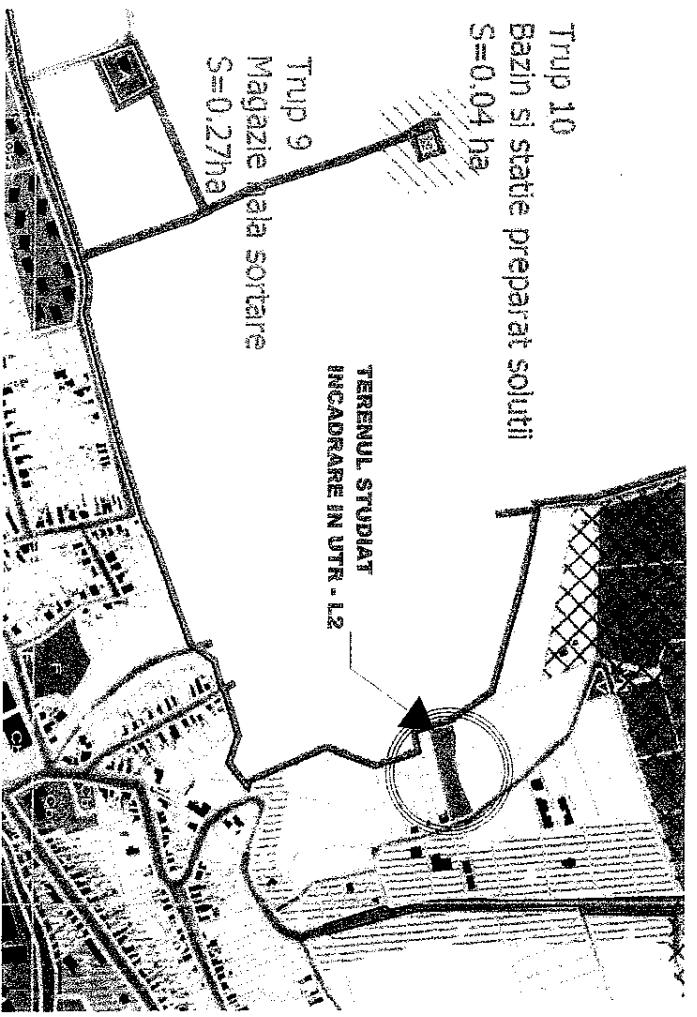 Trup 10
Bazin si statie preparat solutii
S=0.04 ha
Trup 9
Magazie hala sortare
S=0.27ha
TERENUL STUDIAT
INCADRARE IN UTR - L2